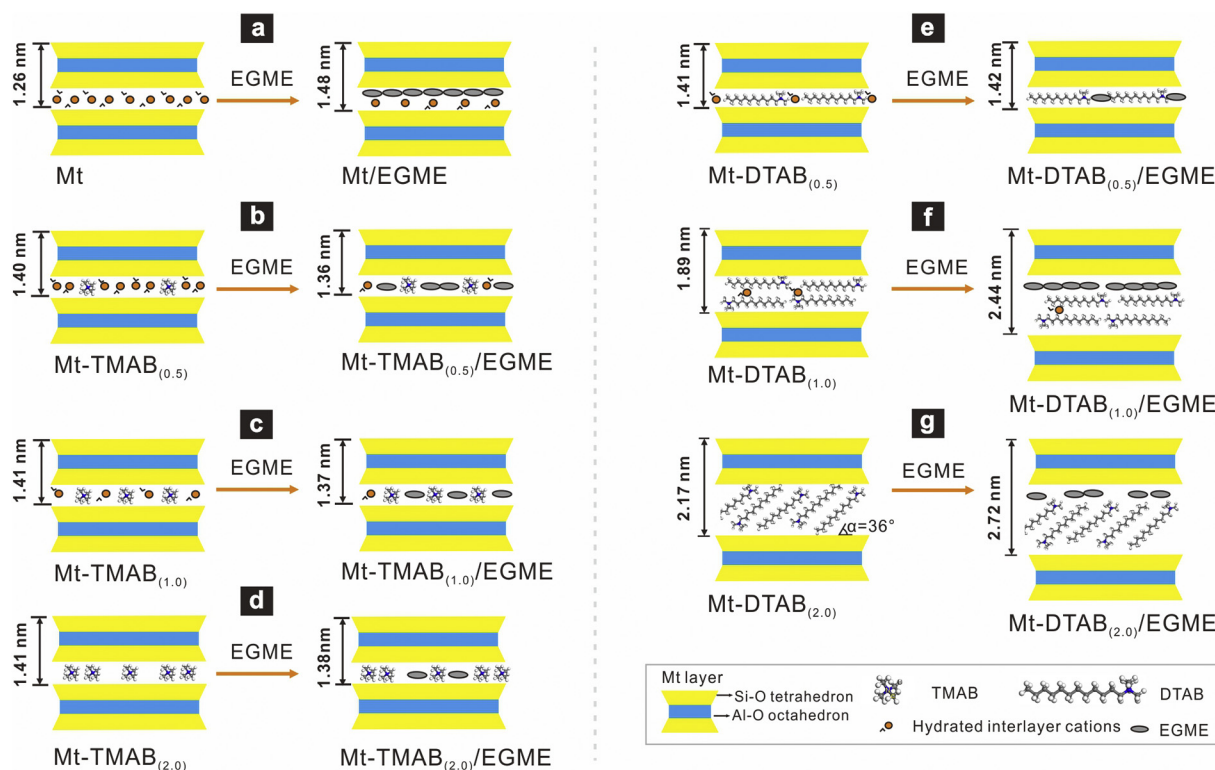 a
1.26 nm
EGME
1.48 nm
Mt
Mt/EGME
b
1.40 nm
EGME
1.36 nm
Mt-TMAB(0.5)
Mt-TMAB(0.5)/EGME
c
1.41 nm
EGME
1.37 nm
Mt-TMAB(1.0)
Mt-TMAB(1.0)/EGME
d
1.41 nm
EGME
1.38nm
Mt-TMAB(2.0)
Mt-TMAB(2.0)/EGME
e
1.41 nm
EGME
1.42 nm
Mt-DTAB(0.5)
Mt-DTAB(0.5)/EGME
f
1.89 nm
EGME
2.44 nm
Mt-DTAB(1.0)
Mt-DTAB(1.0)/EGME
g
2.17 nm
EGME
2.72 nm
α=36°
Mt-DTAB(2.0)
Mt-DTAB(2.0)/EGME
Mt layer
Si-O tetrahedron
Al-O octahedron
TMAB
DTAB
Hydrated interlayer cations
EGME